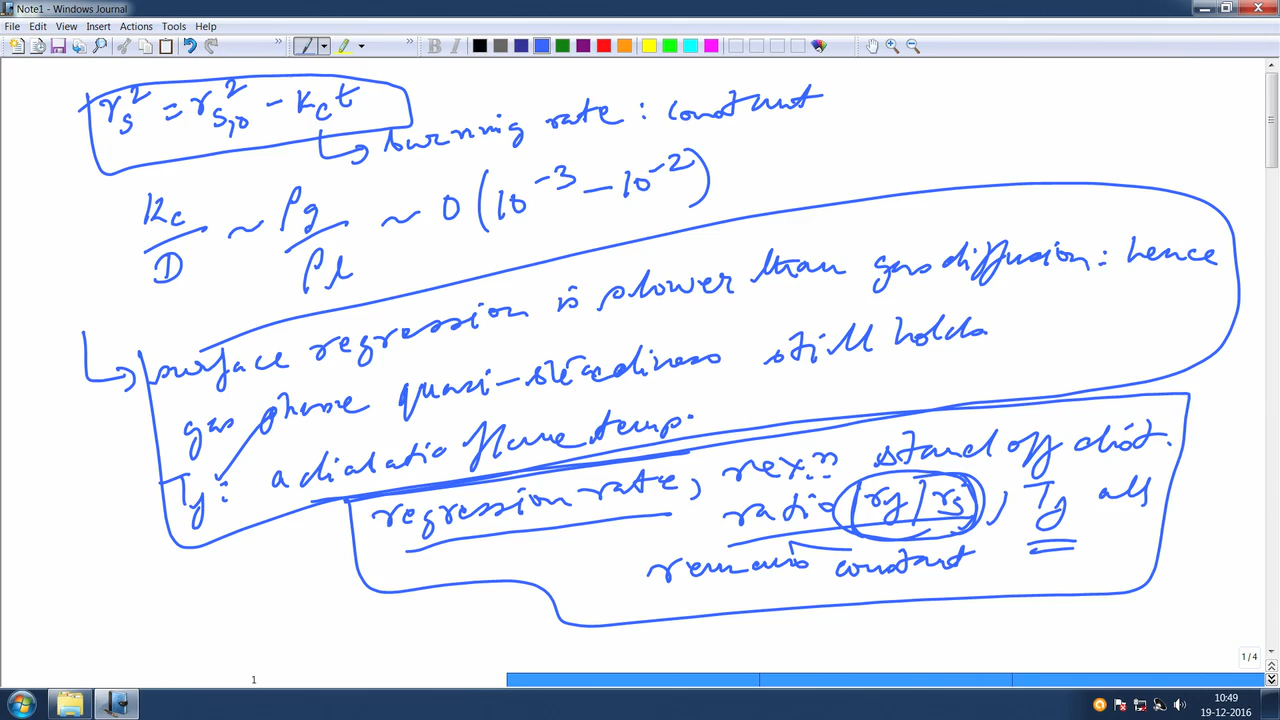 Note1 - Windows Journal
File Edit View Insert Actions Tools Help
r_s^2 = r_{s,0}^2 - K_c t
burning rate : constant
K_c / D ~ ρ_g / ρ_l ~ O (10^{-3} - 10^{-2})
surface regression is slower than gas diffusion : hence
gas phase quasi-steadiness still holds
T_f : adiabatic flame temp.
regression rate, rexn stand off dist.
ratio (r_f / r_s), T_f all
remains constant
1/4
1
10:49
19-12-2016